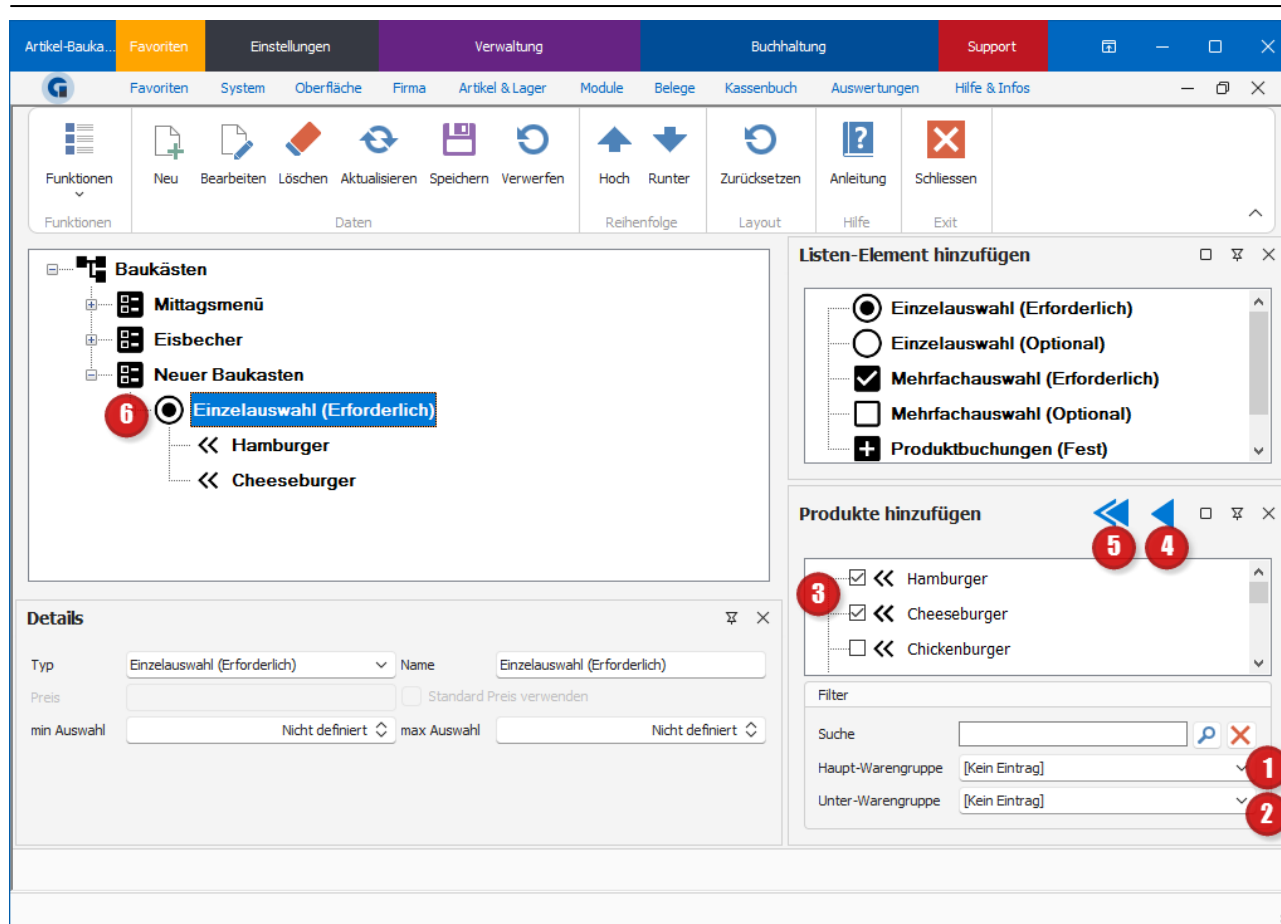 Artikel-Bauka... Favoriten Einstellungen Verwaltung Buchhaltung Support
Favoriten System Oberfläche Firma Artikel & Lager Module Belege Kassenbuch Auswertungen Hilfe & Infos
Funktionen Neu Bearbeiten Löschen Aktualisieren Speichern Verwerfen Hoch Runter Zurücksetzen Anleitung Schliessen
Funktionen Daten Reihenfolge Layout Hilfe Exit
Baukästen
Mittagsmenü
Eisbecher
Neuer Baukasten
6 Einzelauswahl (Erforderlich)
Hamburger
Cheeseburger
Listen-Element hinzufügen
Einzelauswahl (Erforderlich)
Einzelauswahl (Optional)
Mehrfachauswahl (Erforderlich)
Mehrfachauswahl (Optional)
Produktbuchungen (Fest)
Produkte hinzufügen
5 4
3 Hamburger
Cheeseburger
Chickenburger
Filter
Suche
Haupt-Warengruppe [Kein Eintrag] 1
Unter-Warengruppe [Kein Eintrag] 2
Details
Typ Einzelauswahl (Erforderlich) Name Einzelauswahl (Erforderlich)
Preis Standard Preis verwenden
min Auswahl Nicht definiert max Auswahl Nicht definiert